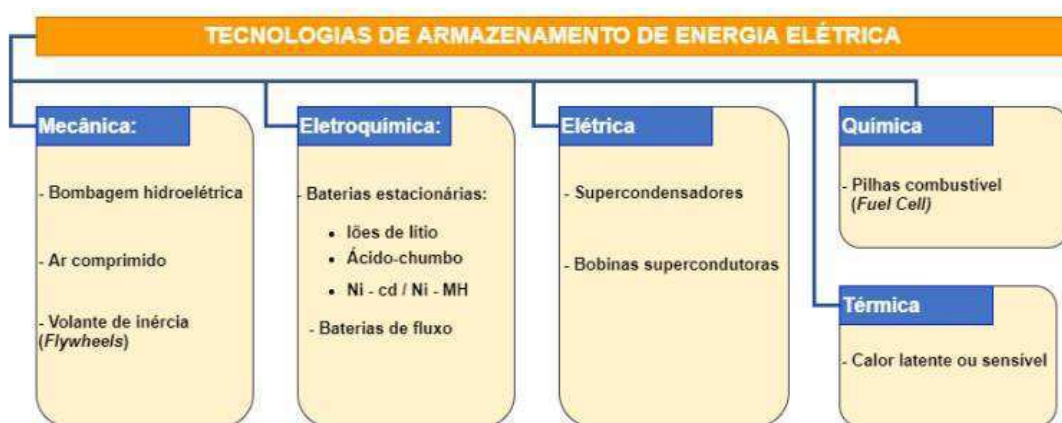 TECNOLOGIAS DE ARMAZENAMENTO DE ENERGIA ELÉTRICA
Mecânica:
- Bombagem hidroelétrica
- Ar comprimido
- Volante de inércia
(Flywheels)
Eletroquímica:
- Baterias estacionárias:
• Iões de lítio
• Ácido-chumbo
• Ni - cd / Ni - MH
- Baterias de fluxo
Elétrica
- Supercondensadores
- Bobinas supercondutoras
Química
- Pilhas combustível
(Fuel Cell)
Térmica
- Calor latente ou sensível